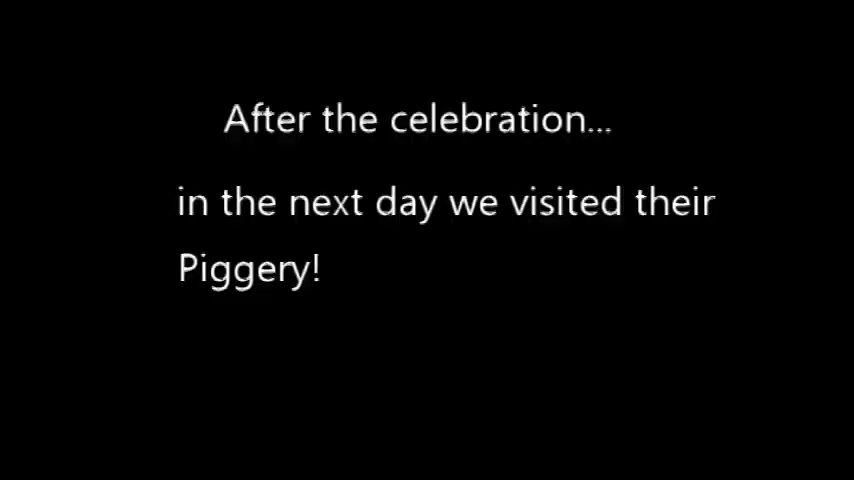 After the celebration...
in the next day we visited their
Piggery!